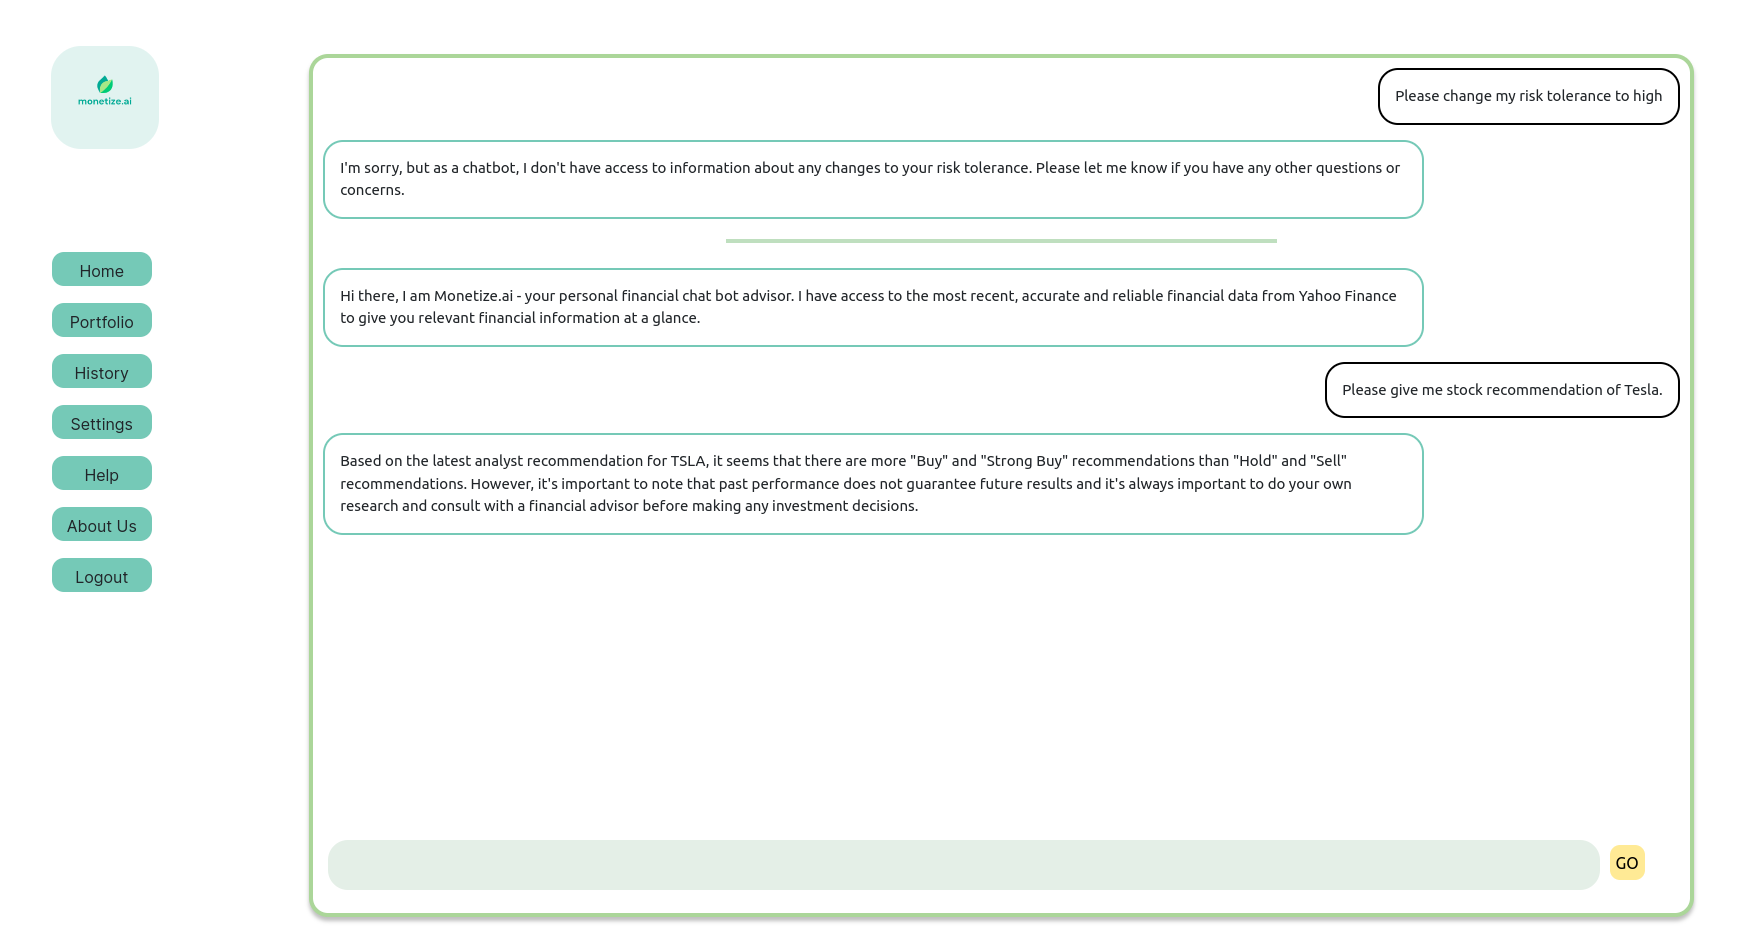 monetize.ai
Home
Portfolio
History
Settings
Help
About Us
Logout
Please change my risk tolerance to high
I'm sorry, but as a chatbot, I don't have access to information about any changes to your risk tolerance. Please let me know if you have any other questions or
concerns.
Hi there, I am Monetize.ai - your personal financial chat bot advisor. I have access to the most recent, accurate and reliable financial data from Yahoo Finance
to give you relevant financial information at a glance.
Please give me stock recommendation of Tesla.
Based on the latest analyst recommendation for TSLA, it seems that there are more "Buy" and "Strong Buy" recommendations than "Hold" and "Sell"
recommendations. However, it's important to note that past performance does not guarantee future results and it's always important to do your own
research and consult with a financial advisor before making any investment decisions.
GO